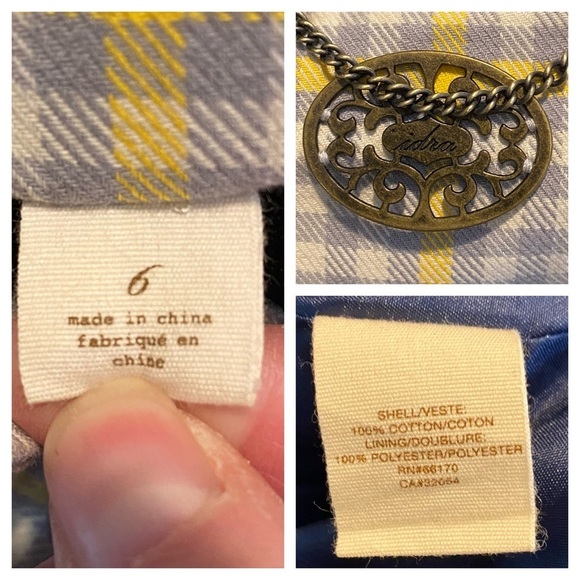 6
made in china
fabriqué en
chine
idra
SHELL/VESTE:
100% COTTON/COTON
LINING/DOUBLURE:
100% POLYESTER/POLYESTER
RN#66170
CA#32064